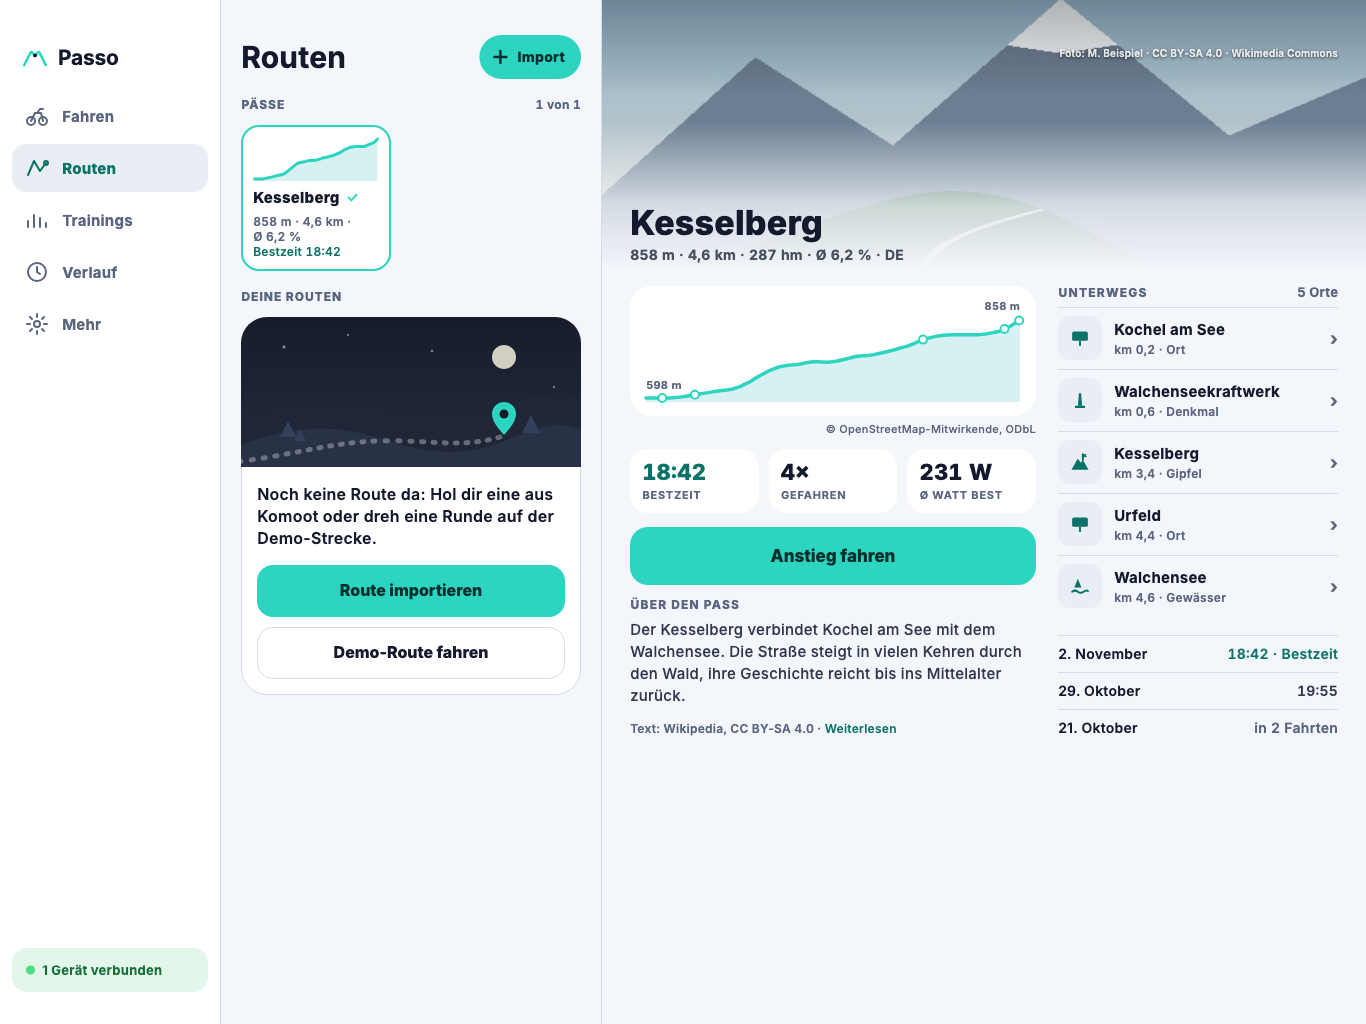 Passo
Fahren
Routen
Trainings
Verlauf
Mehr
1 Gerät verbunden
Routen
Import
PÄSSE
1 von 1
Kesselberg
858 m · 4,6 km ·
Ø 6,2 %
Bestzeit 18:42
DEINE ROUTEN
Noch keine Route da: Hol dir eine aus
Komoot oder dreh eine Runde auf der
Demo-Strecke.
Route importieren
Demo-Route fahren
Foto: M. Beispiel · CC BY-SA 4.0 · Wikimedia Commons
Kesselberg
858 m · 4,6 km · 287 hm · Ø 6,2 % · DE
858 m
598 m
© OpenStreetMap-Mitwirkende, ODbL
18:42
BESTZEIT
4×
GEFAHREN
231 W
Ø WATT BEST
Anstieg fahren
ÜBER DEN PASS
Der Kesselberg verbindet Kochel am See mit dem
Walchensee. Die Straße steigt in vielen Kehren durch
den Wald, ihre Geschichte reicht bis ins Mittelalter
zurück.
Text: Wikipedia, CC BY-SA 4.0 · Weiterlesen
UNTERWEGS
5 Orte
Kochel am See
km 0,2 · Ort
Walchenseekraftwerk
km 0,6 · Denkmal
Kesselberg
km 3,4 · Gipfel
Urfeld
km 4,4 · Ort
Walchensee
km 4,6 · Gewässer
2. November
18:42 · Bestzeit
29. Oktober
19:55
21. Oktober
in 2 Fahrten